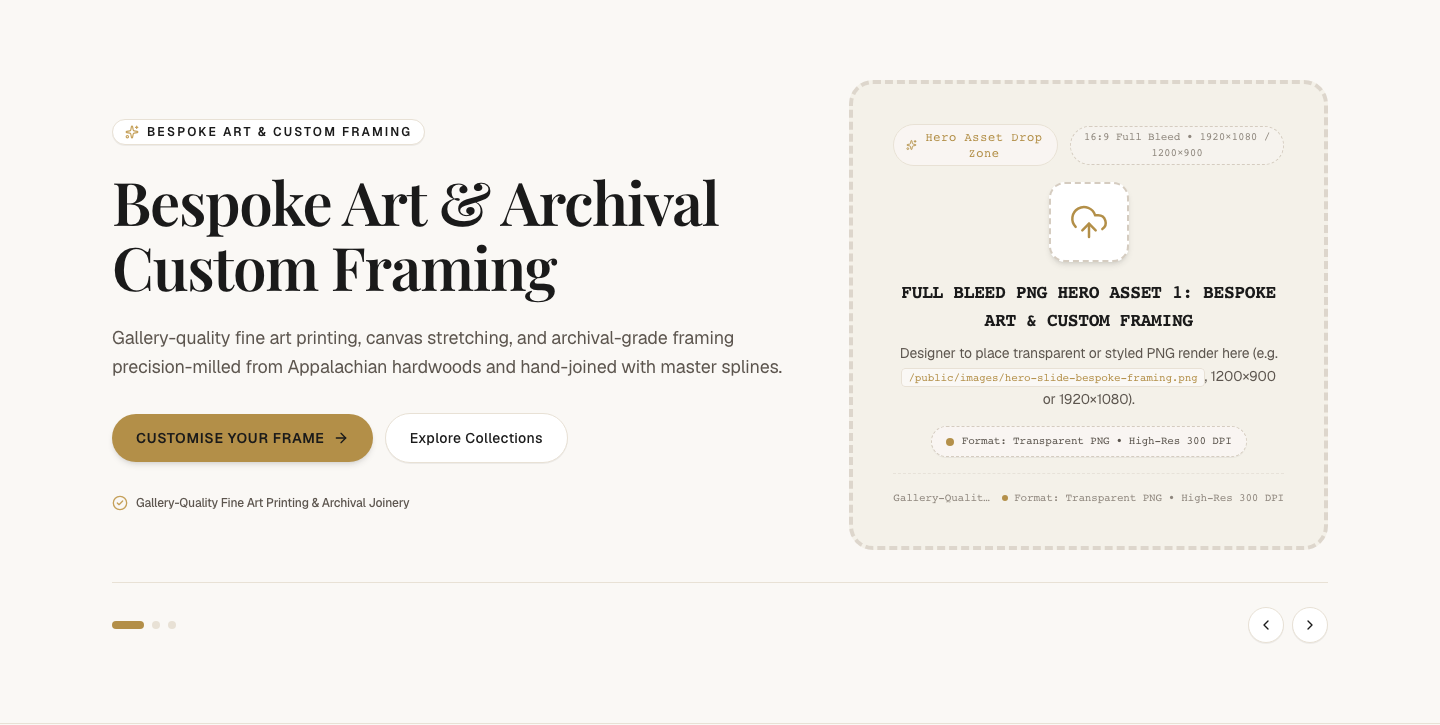 BESPOKE ART & CUSTOM FRAMING
Bespoke Art & Archival
Custom Framing
Gallery-quality fine art printing, canvas stretching, and archival-grade framing
precision-milled from Appalachian hardwoods and hand-joined with master splines.
CUSTOMISE YOUR FRAME
Explore Collections
Gallery-Quality Fine Art Printing & Archival Joinery
Hero Asset Drop
Zone
16:9 Full Bleed • 1920×1080 /
1200×900
FULL BLEED PNG HERO ASSET 1: BESPOKE
ART & CUSTOM FRAMING
Designer to place transparent or styled PNG render here (e.g.
/public/images/hero-slide-bespoke-framing.png, 1200×900
or 1920×1080).
Format: Transparent PNG • High-Res 300 DPI
Gallery-Qualit… Format: Transparent PNG • High-Res 300 DPI